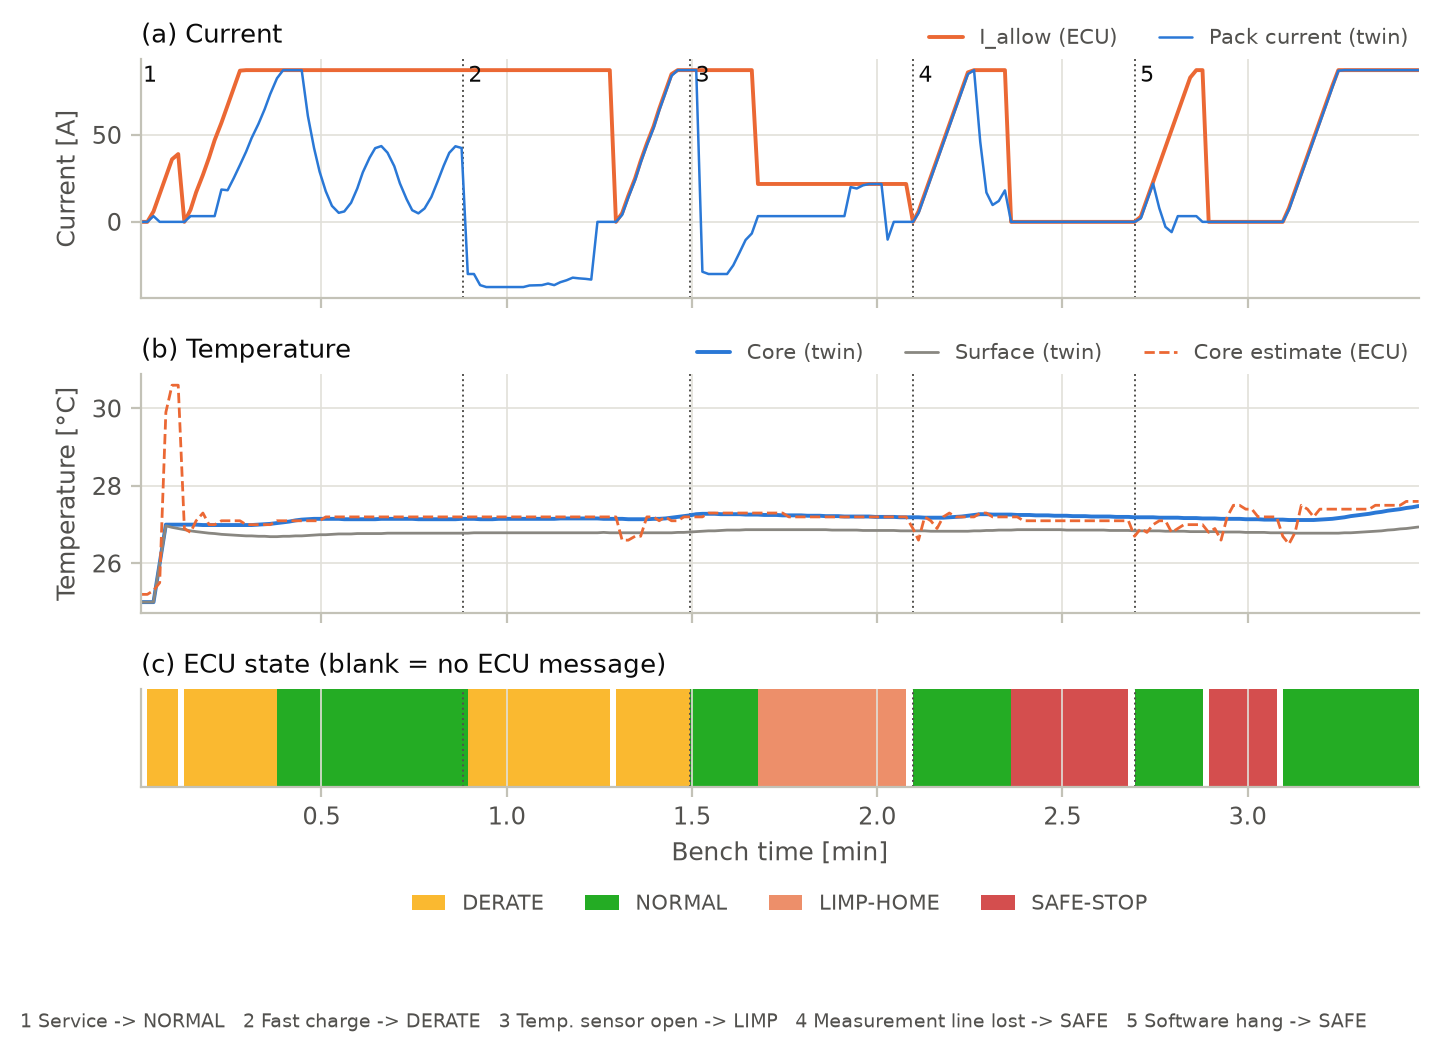 (a) Current
I_allow (ECU)
Pack current (twin)
1
2
3
4
5
50
0
Current [A]
(b) Temperature
Core (twin)
Surface (twin)
Core estimate (ECU)
30
28
26
Temperature [°C]
(c) ECU state (blank = no ECU message)
0.5 1.0 1.5 2.0 2.5 3.0
Bench time [min]
DERATE NORMAL LIMP-HOME SAFE-STOP
1 Service -> NORMAL 2 Fast charge -> DERATE 3 Temp. sensor open -> LIMP 4 Measurement line lost -> SAFE 5 Software hang -> SAFE